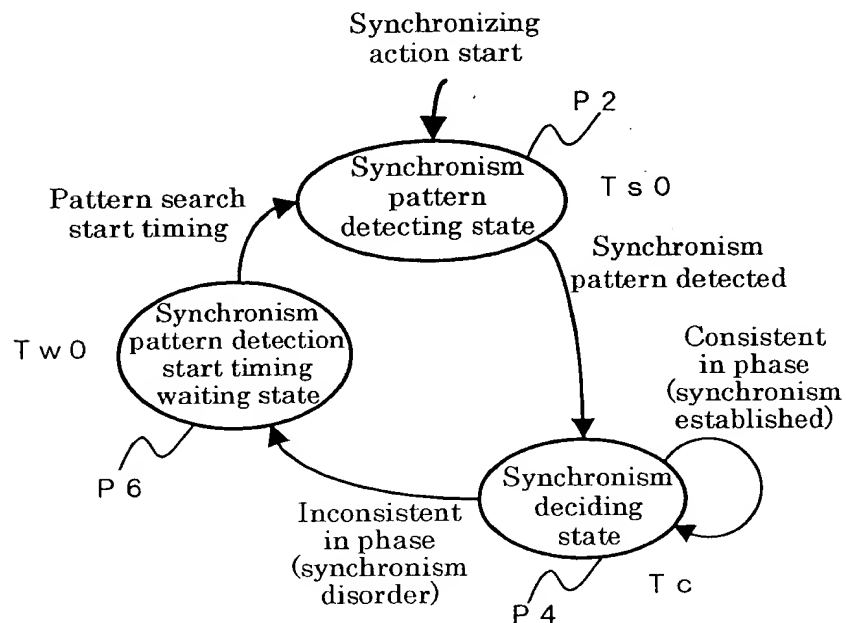 Synchronizing
action start
P 2
Synchronism
pattern
detecting state
T s 0
Pattern search
start timing
Synchronism
pattern detected
Synchronism
pattern detection
start timing
waiting state
T w 0
Consistent
in phase
(synchronism
established)
P 6
Inconsistent
in phase
(synchronism
disorder)
Synchronism
deciding
state
P 4
T c